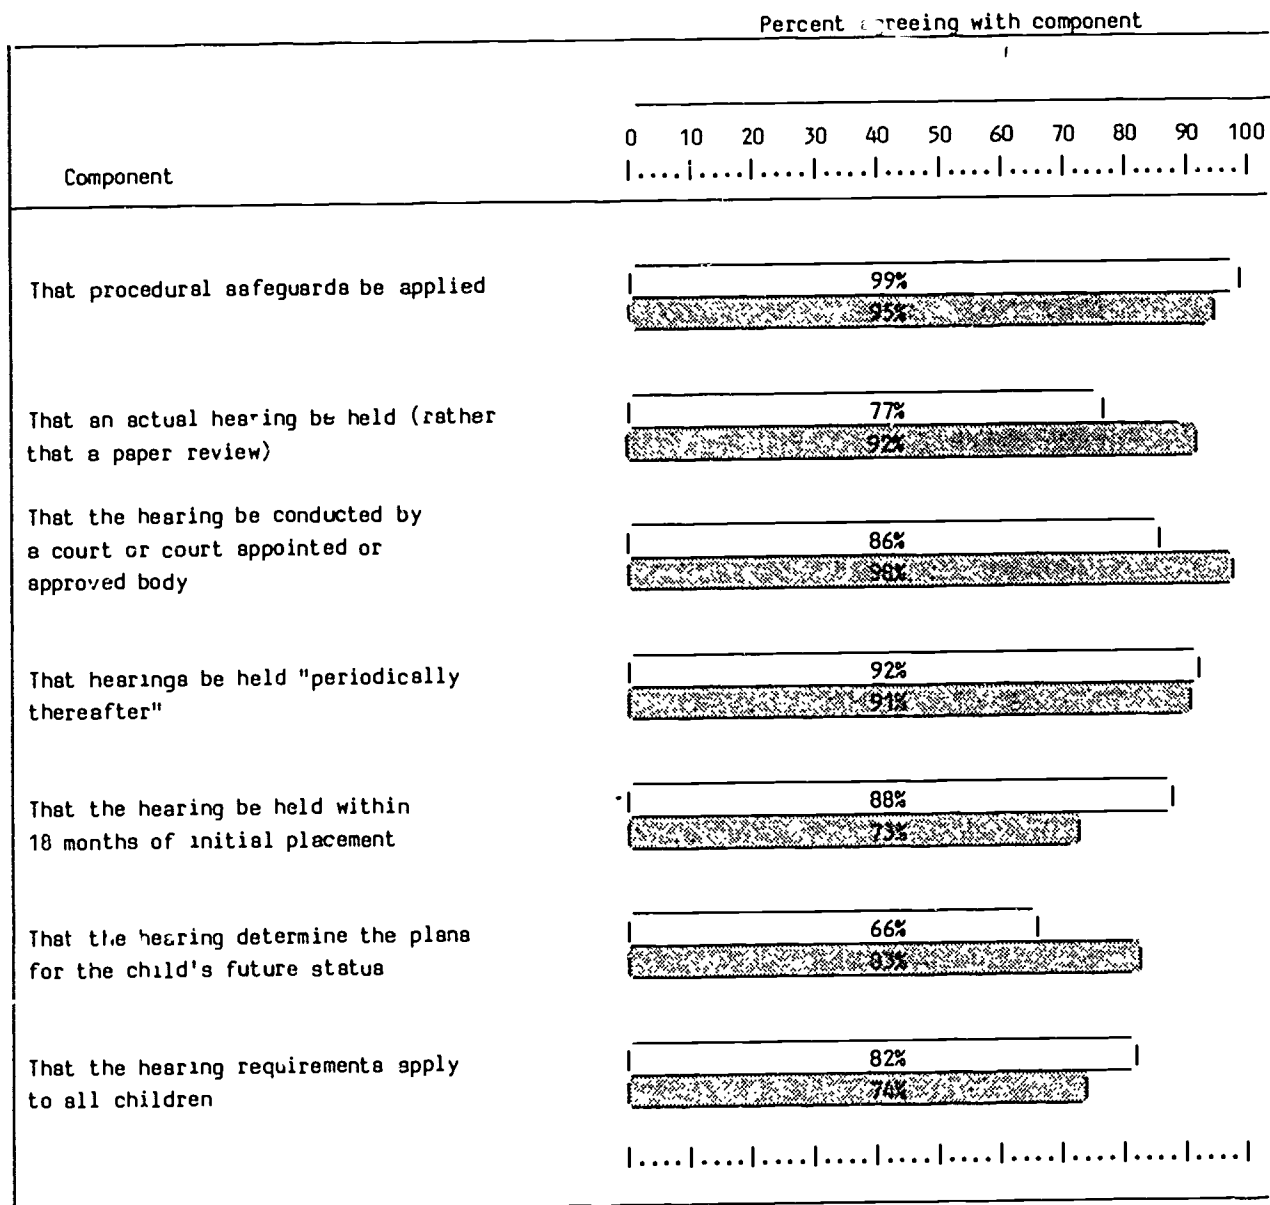 Percent agreeing with component
0 10 20 30 40 50 60 70 80 90 100
Component
That procedural safeguards be applied
99%
95%
That an actual hearing be held (rather
that a paper review)
77%
92%
That the hearing be conducted by
a court or court appointed or
approved body
86%
98%
That hearings be held "periodically
thereafter"
92%
91%
That the hearing be held within
18 months of initial placement
88%
73%
That the hearing determine the plans
for the child's future status
66%
83%
That the hearing requirements apply
to all children
82%
74%